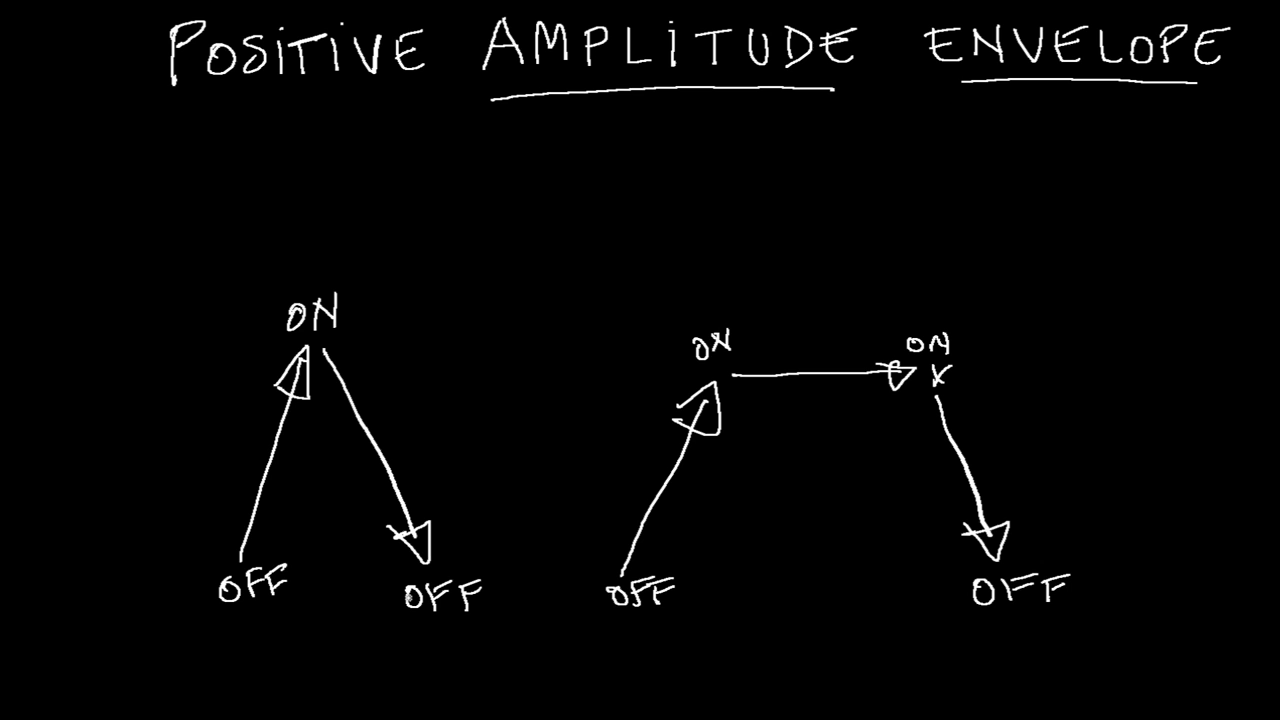 POSITIVE AMPLITUDE ENVELOPE
ON
ON
ON
X
OFF
OFF
OFF
OFF